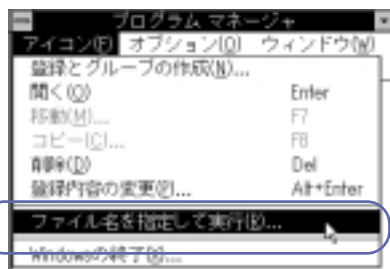 プログラム マネージャ
アイコン(F) オプション(O) ウィンドウ(W)
登録とグループの作成(N)...
開く(O) Enter
移動(M)... F7
コピー(C)... F8
削除(D) Del
登録内容の変更(P)... Alt+Enter
ファイル名を指定して実行(R)...
Windowsの終了(X)...